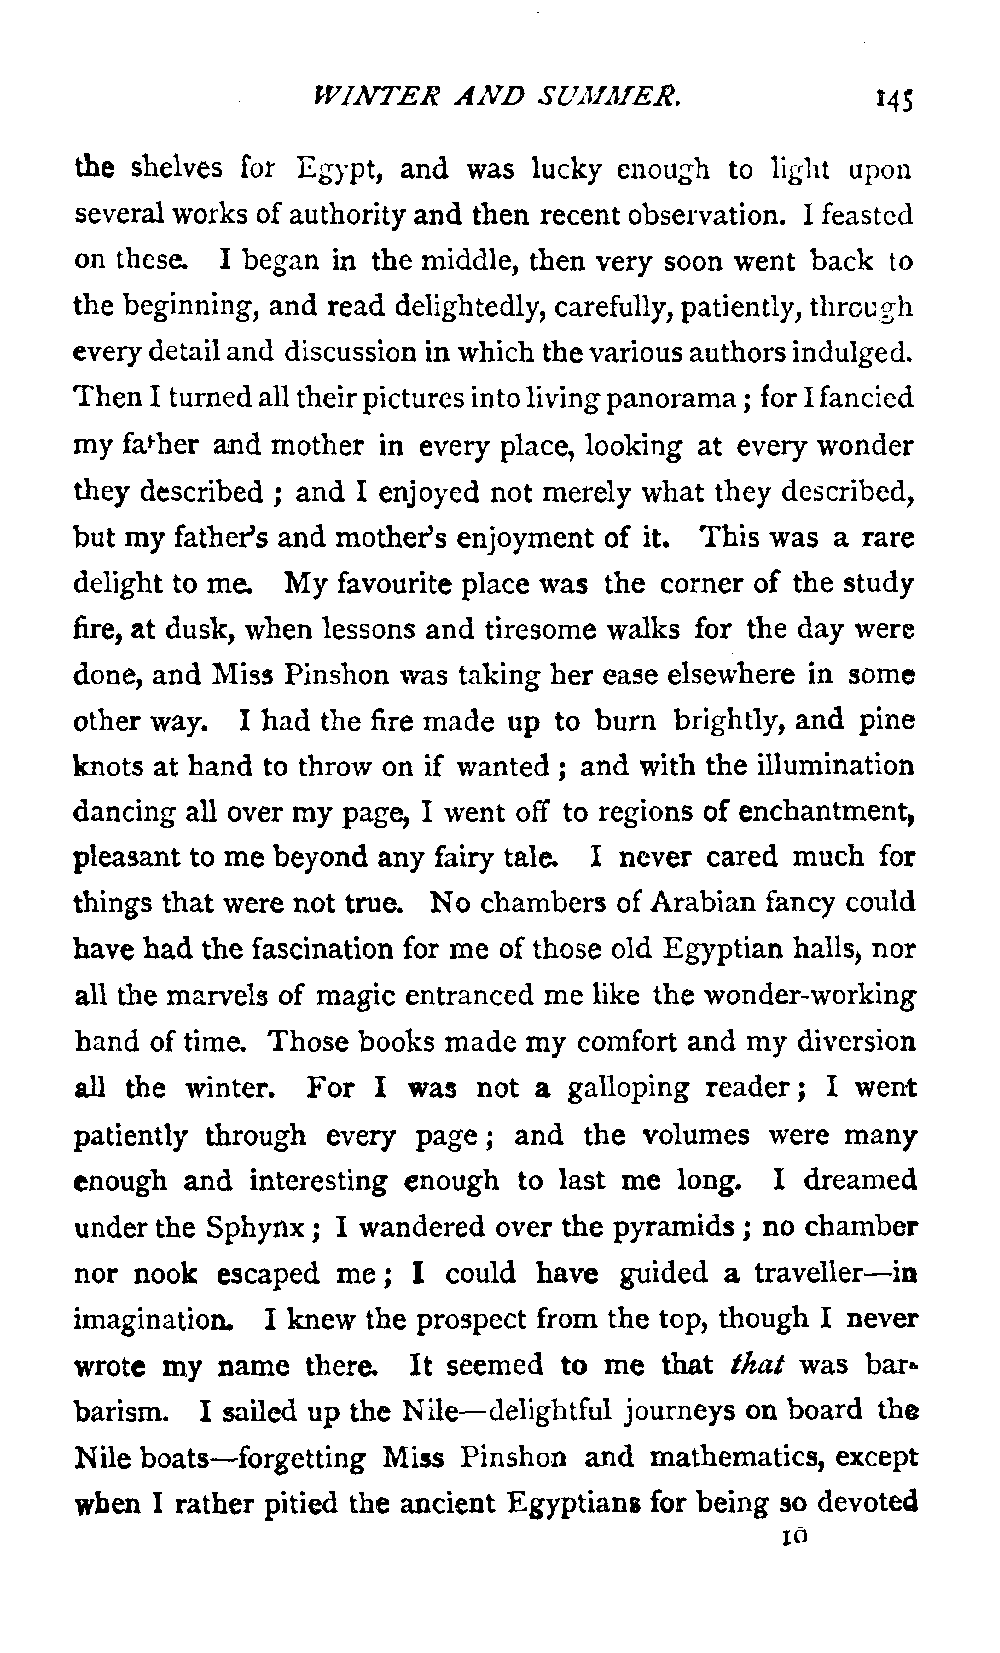 WINTER AND SUMMER. 145
the shelves for Egypt, and was lucky enough to light upon
several works of authority and then recent observation. I feasted
on these. I began in the middle, then very soon went back to
the beginning, and read delightedly, carefully, patiently, through
every detail and discussion in which the various authors indulged.
Then I turned all their pictures into living panorama; for I fancied
my father and mother in every place, looking at every wonder
they described; and I enjoyed not merely what they described,
but my father's and mother's enjoyment of it. This was a rare
delight to me. My favourite place was the corner of the study
fire, at dusk, when lessons and tiresome walks for the day were
done, and Miss Pinshon was taking her ease elsewhere in some
other way. I had the fire made up to burn brightly, and pine
knots at hand to throw on if wanted; and with the illumination
dancing all over my page, I went off to regions of enchantment,
pleasant to me beyond any fairy tale. I never cared much for
things that were not true. No chambers of Arabian fancy could
have had the fascination for me of those old Egyptian halls, nor
all the marvels of magic entranced me like the wonder-working
hand of time. Those books made my comfort and my diversion
all the winter. For I was not a galloping reader; I went
patiently through every page; and the volumes were many
enough and interesting enough to last me long. I dreamed
under the Sphynx; I wandered over the pyramids; no chamber
nor nook escaped me; I could have guided a traveller—in
imagination. I knew the prospect from the top, though I never
wrote my name there. It seemed to me that that was bar-
barism. I sailed up the Nile—delightful journeys on board the
Nile boats—forgetting Miss Pinshon and mathematics, except
when I rather pitied the ancient Egyptians for being so devoted
10